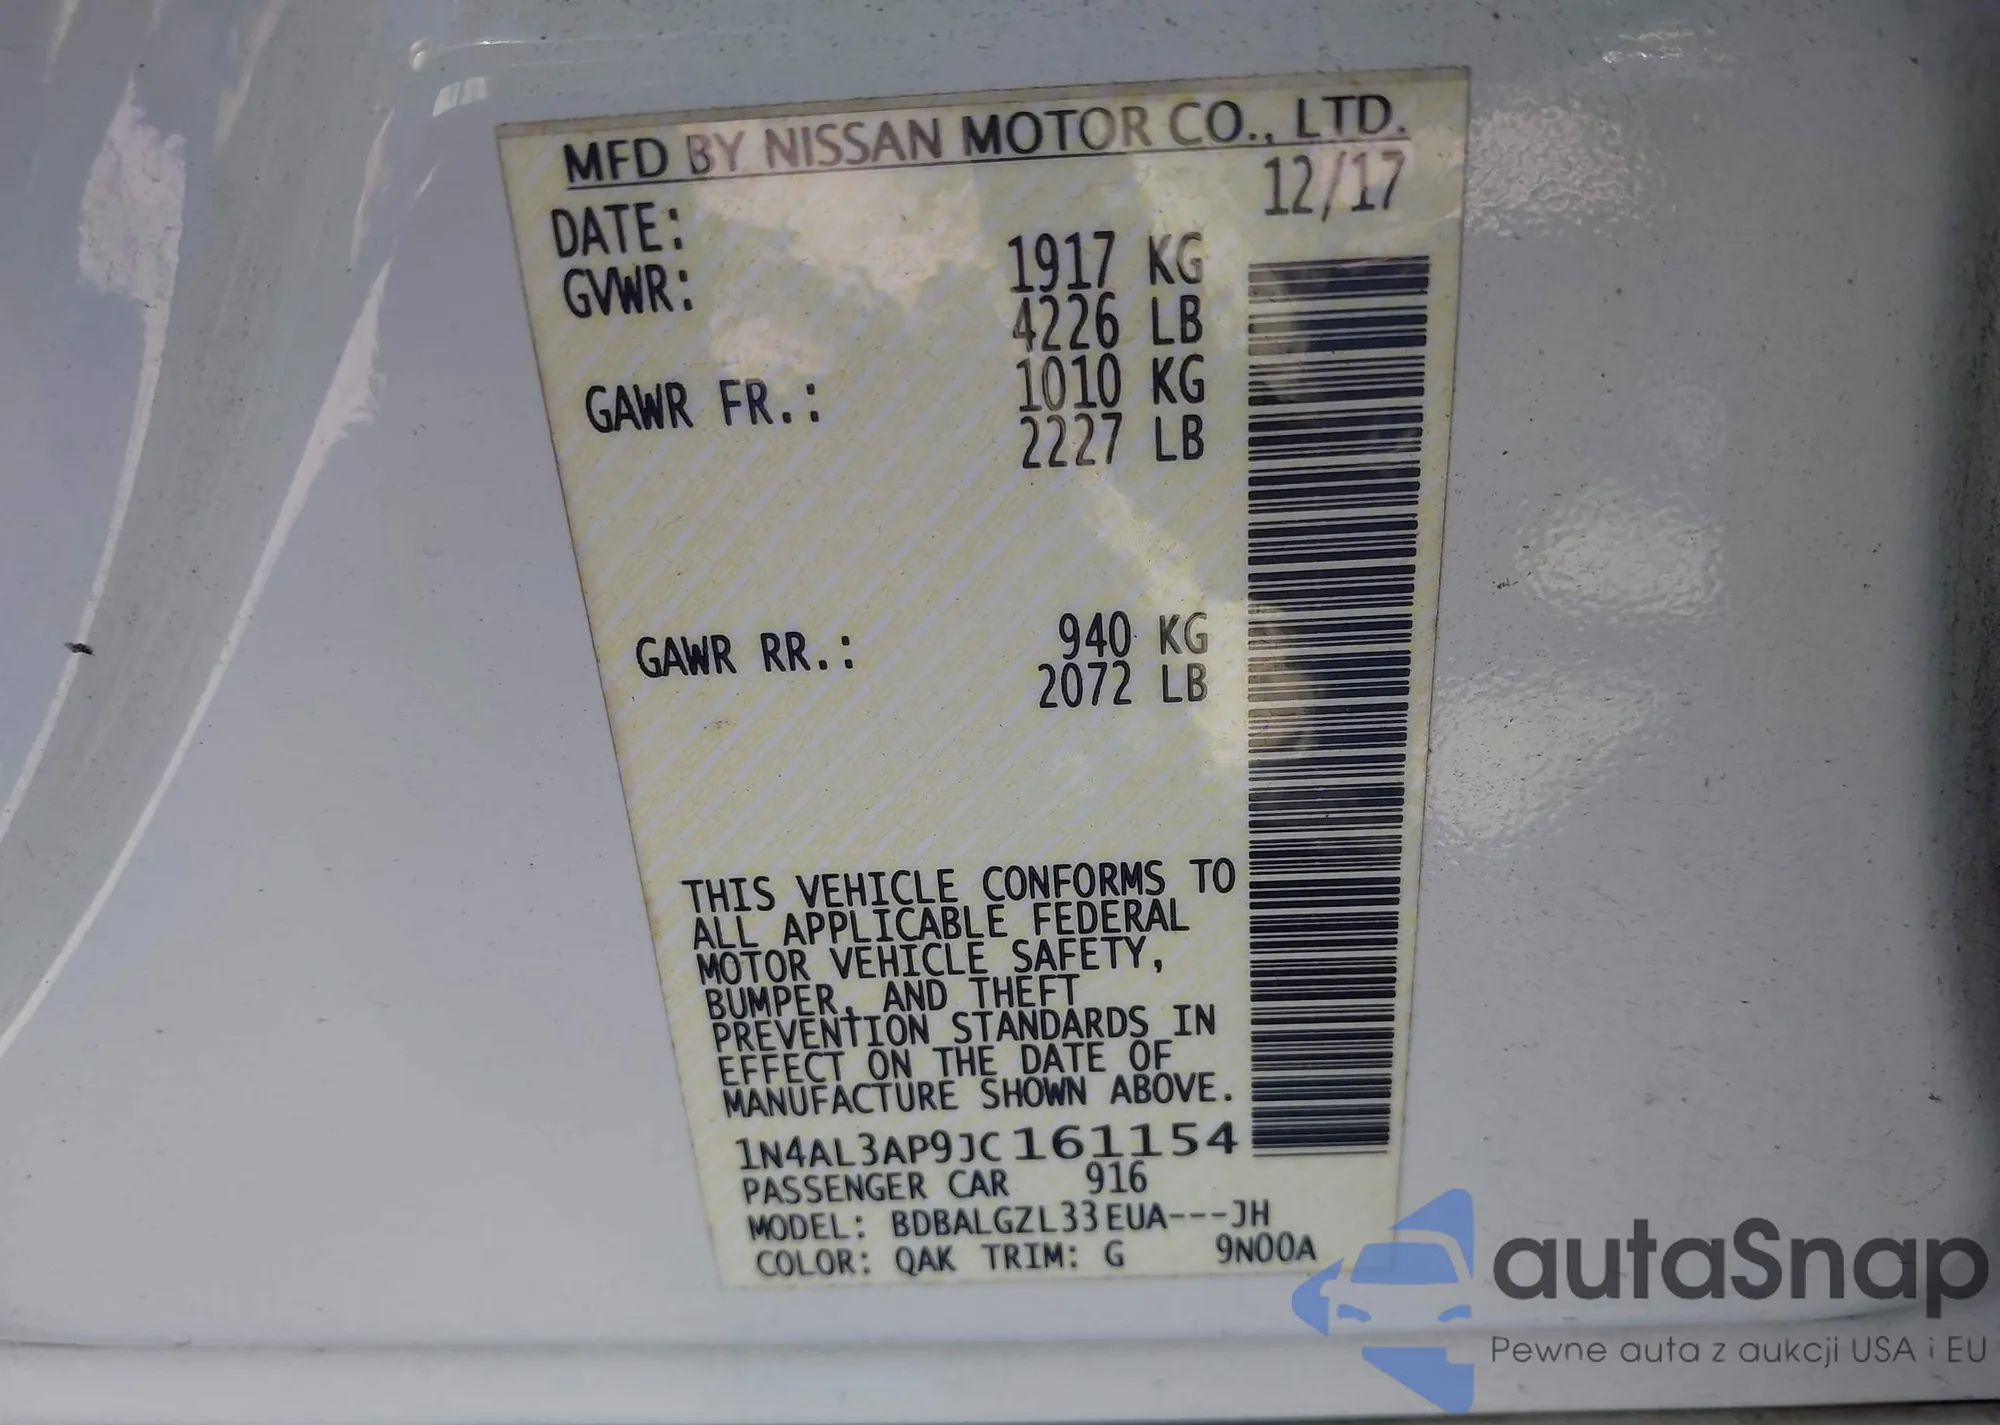 MFD BY NISSAN MOTOR CO., LTD.
DATE: 12/17
GVWR: 1917 KG
4226 LB
GAWR FR.: 1010 KG
2227 LB
GAWR RR.: 940 KG
2072 LB
THIS VEHICLE CONFORMS TO
ALL APPLICABLE FEDERAL
MOTOR VEHICLE SAFETY,
BUMPER, AND THEFT
PREVENTION STANDARDS IN
EFFECT ON THE DATE OF
MANUFACTURE SHOWN ABOVE.
1N4AL3AP9JC161154
PASSENGER CAR 916
MODEL: BDBALGZL33EUA---JH
COLOR: QAK TRIM: G 9N00A
autaSnap
Pewne auta z aukcji USA i EU